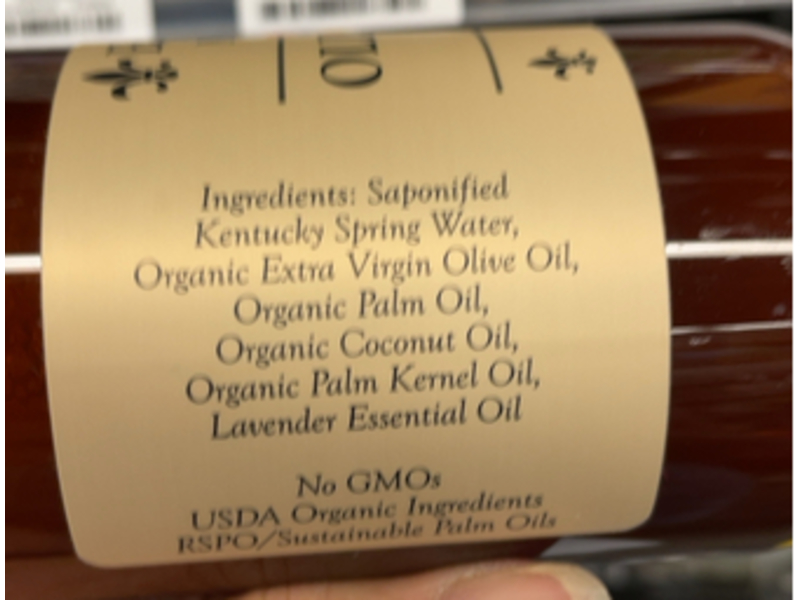 Ingredients: Saponified
Kentucky Spring Water,
Organic Extra Virgin Olive Oil,
Organic Palm Oil,
Organic Coconut Oil,
Organic Palm Kernel Oil,
Lavender Essential Oil
No GMOs
USDA Organic Ingredients
RSPO/Sustainable Palm Oils